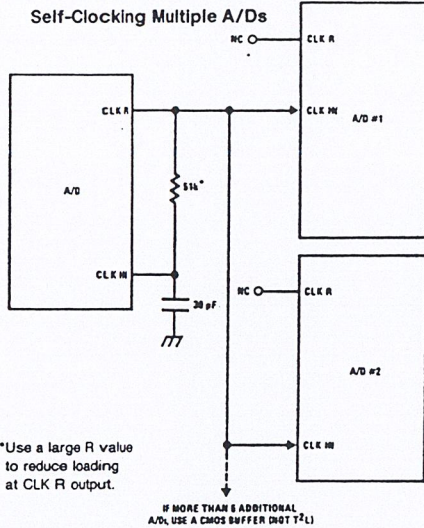 Self-Clocking Multiple A/Ds
NC
CLK R
CLK R
CLK IN
A/D #1
51k*
A/D
CLK IN
30 pF
NC
CLK R
A/D #2
CLK IN
*Use a large R value
to reduce loading
at CLK R output.
IF MORE THAN 5 ADDITIONAL
A/Ds, USE A CMOS BUFFER (NOT T²L)